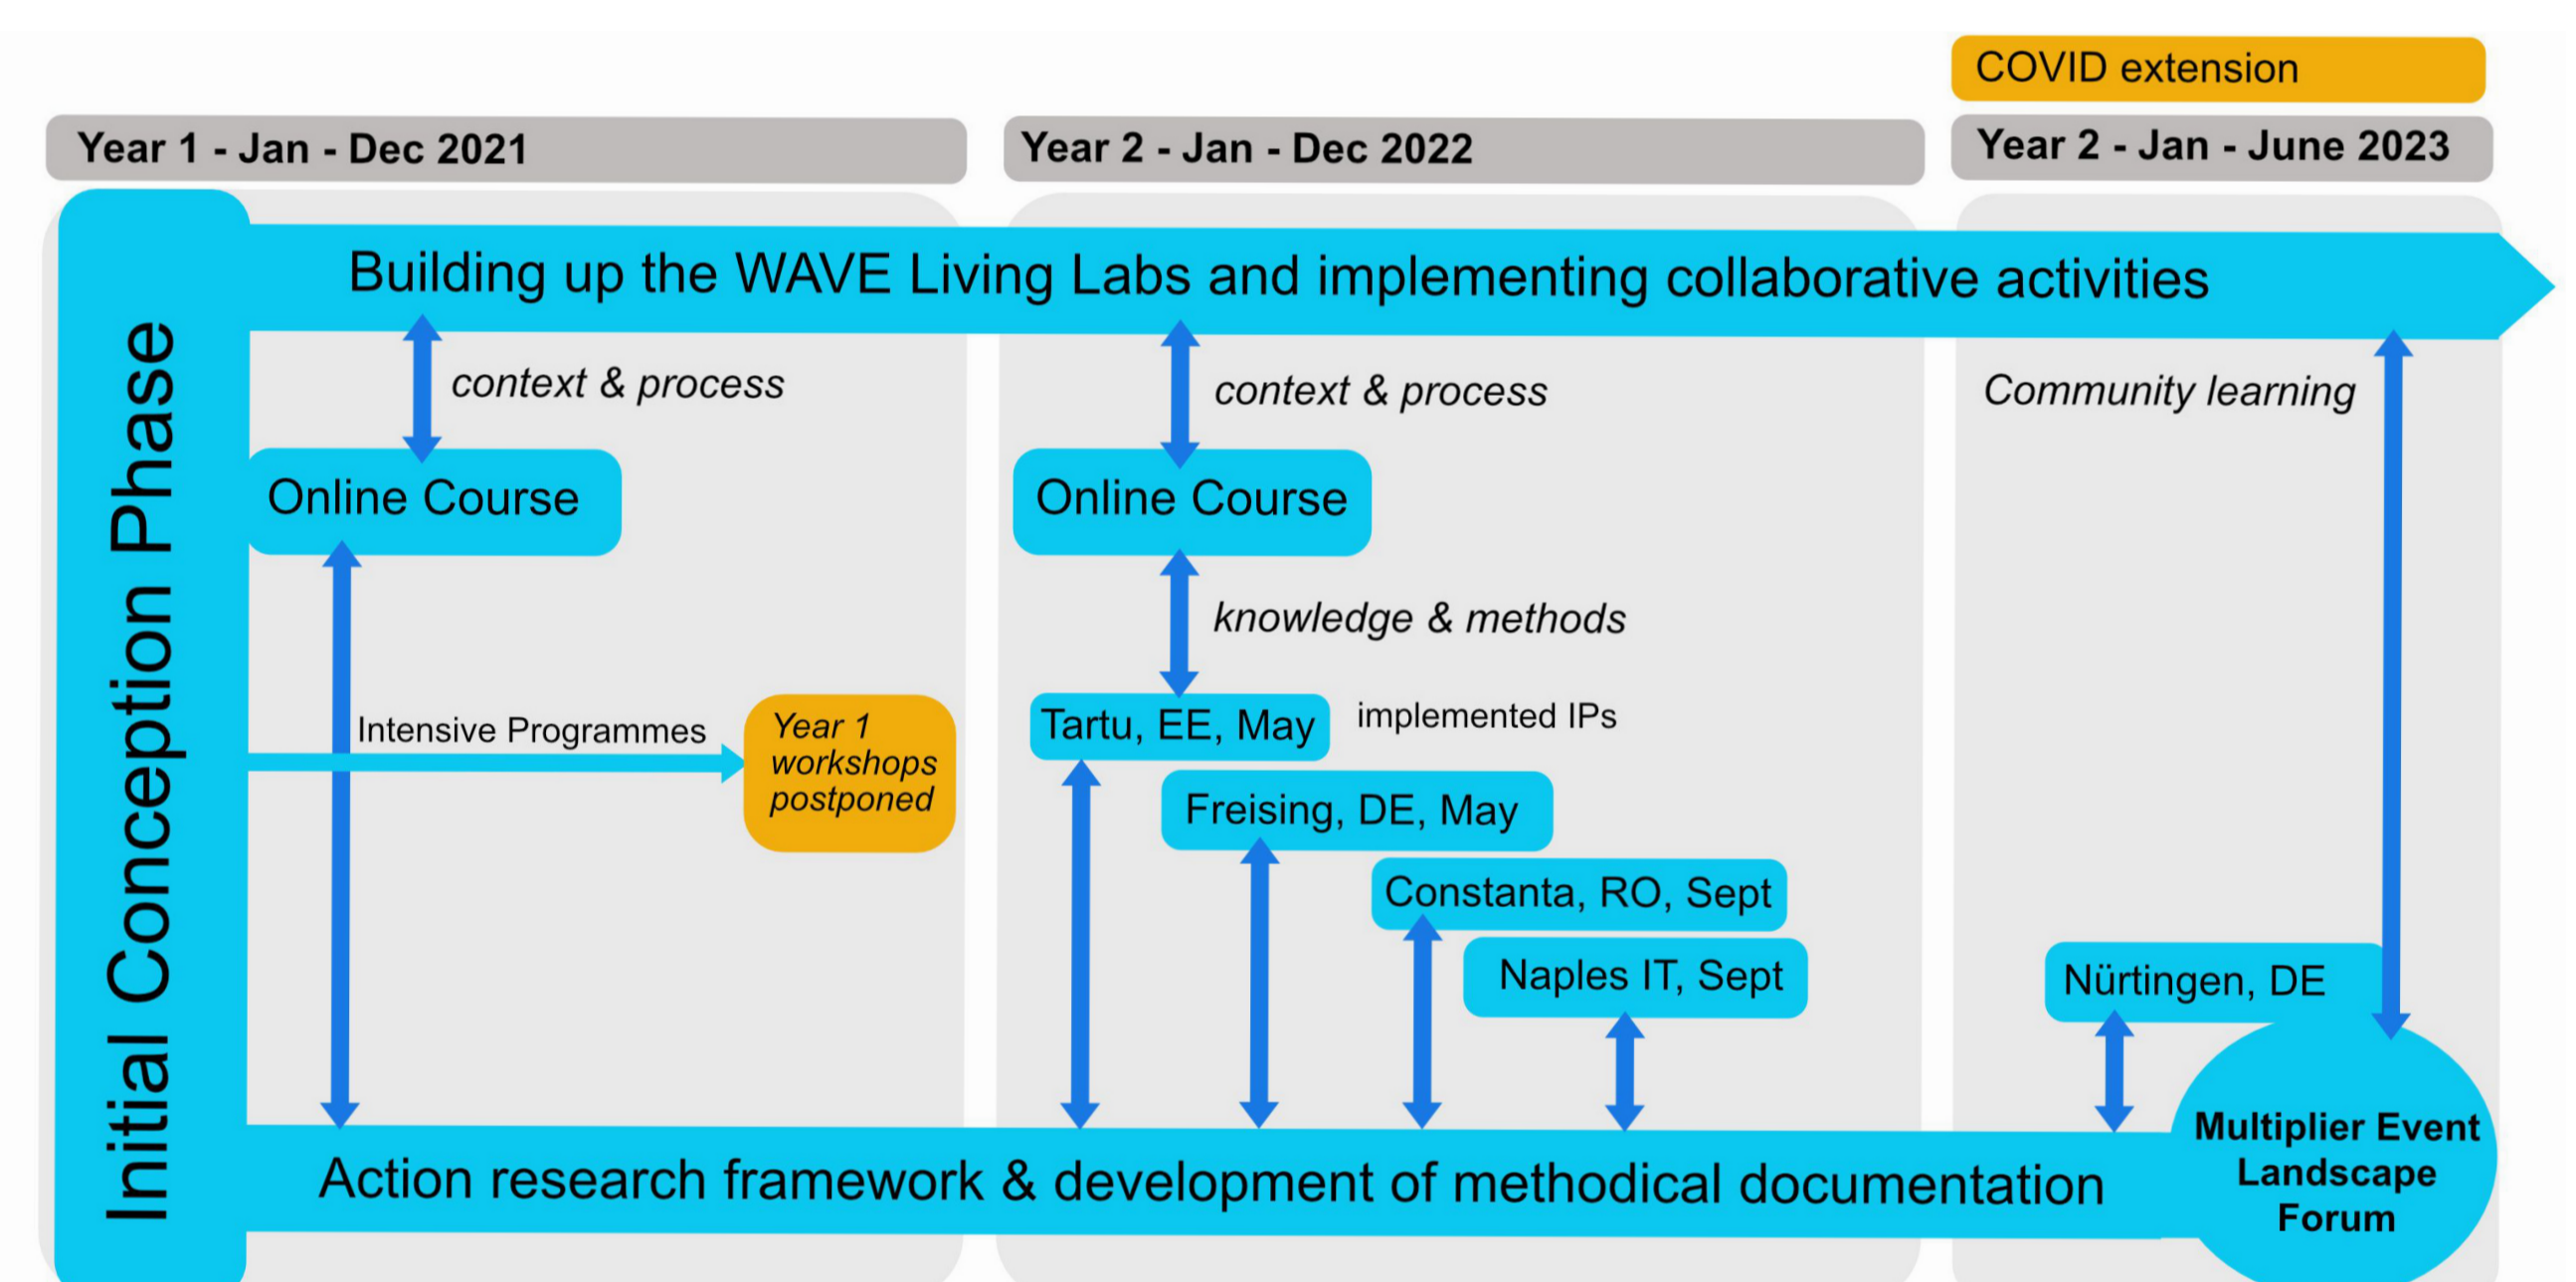 COVID extension
Year 1 - Jan - Dec 2021
Year 2 - Jan - Dec 2022
Year 2 - Jan - June 2023
Initial Conception Phase
Building up the WAVE Living Labs and implementing collaborative activities
context & process
context & process
Community learning
Online Course
Online Course
knowledge & methods
Intensive Programmes
Year 1
workshops
postponed
Tartu, EE, May
implemented IPs
Freising, DE, May
Constanta, RO, Sept
Naples IT, Sept
Nürtingen, DE
Action research framework & development of methodical documentation
Multiplier Event
Landscape
Forum